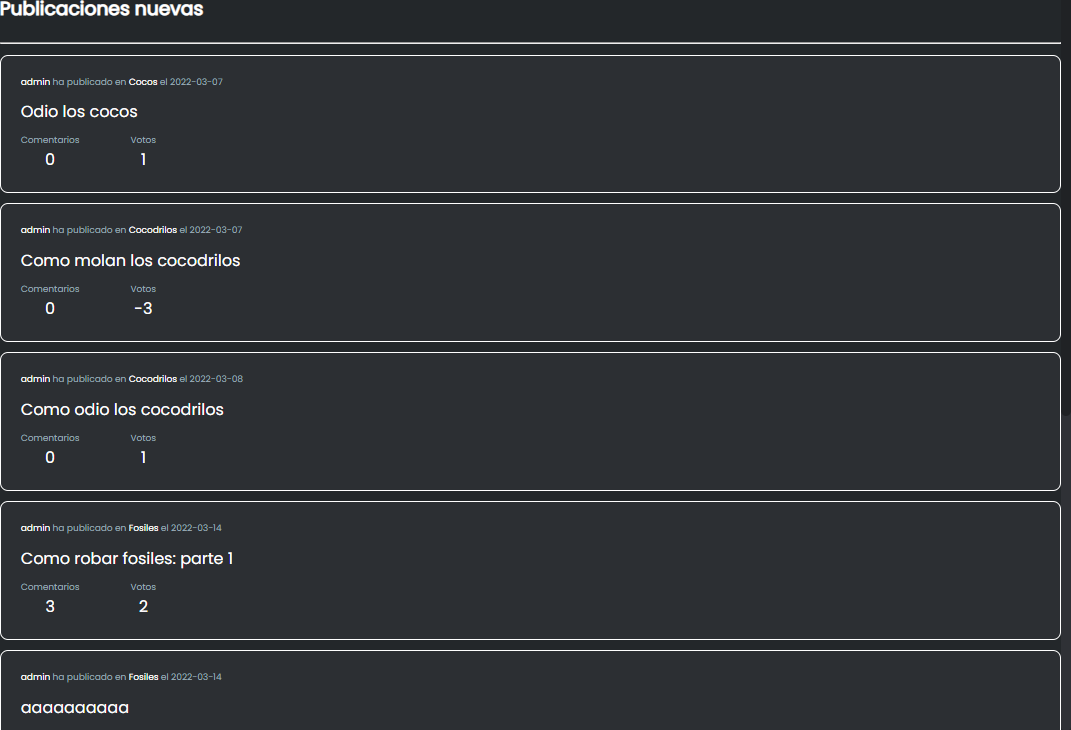 Publicaciones nuevas
admin ha publicado en Cocos el 2022-03-07
Odio los cocos
Comentarios Votos
0 1
admin ha publicado en Cocodrilos el 2022-03-07
Como molan los cocodrilos
Comentarios Votos
0 -3
admin ha publicado en Cocodrilos el 2022-03-08
Como odio los cocodrilos
Comentarios Votos
0 1
admin ha publicado en Fosiles el 2022-03-14
Como robar fosiles: parte 1
Comentarios Votos
3 2
admin ha publicado en Fosiles el 2022-03-14
aaaaaaaaaa